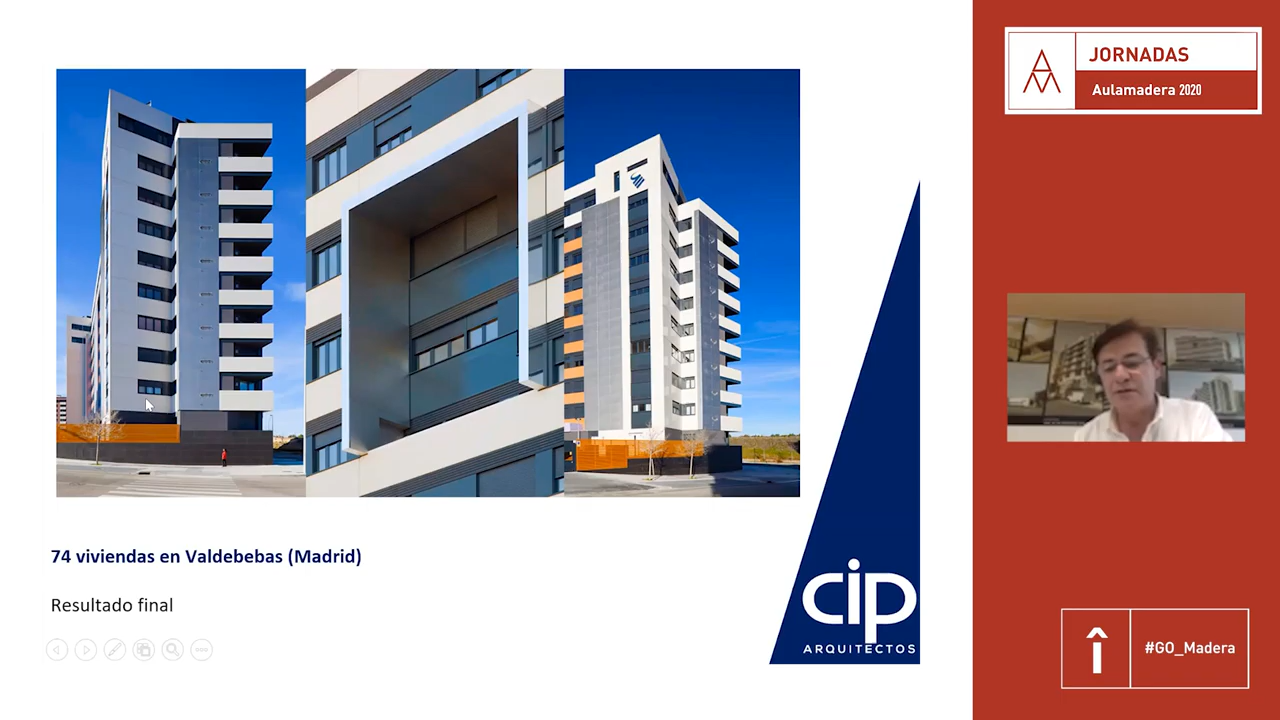 JORNADAS
Aulamadera 2020
74 viviendas en Valdebebas (Madrid)
Resultado final
cip
ARQUITECTOS
#GO_Madera